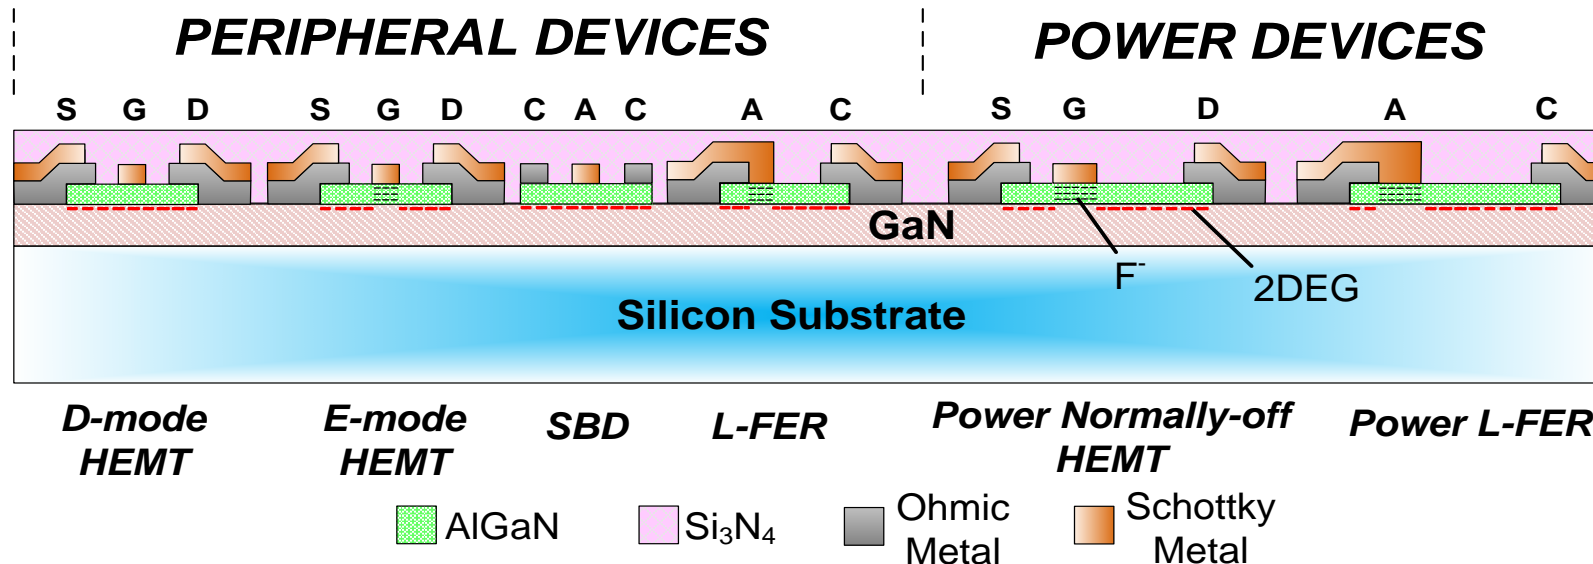 PERIPHERAL DEVICES
POWER DEVICES
S G D S G D C A C A C S G D A C
GaN
F⁻
2DEG
Silicon Substrate
D-mode
HEMT
E-mode
HEMT
SBD
L-FER
Power Normally-off
HEMT
Power L-FER
AlGaN
Si₃N₄
Ohmic
Metal
Schottky
Metal